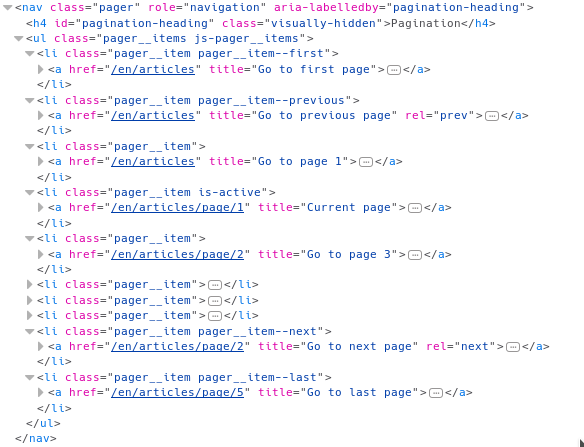 <nav class="pager" role="navigation" aria-labelledby="pagination-heading">
<h4 id="pagination-heading" class="visually-hidden">Pagination</h4>
<ul class="pager__items js-pager__items">
<li class="pager__item pager__item--first">
<a href="/en/articles" title="Go to first page">⋯</a>
</li>
<li class="pager__item pager__item--previous">
<a href="/en/articles" title="Go to previous page" rel="prev">⋯</a>
</li>
<li class="pager__item">
<a href="/en/articles" title="Go to page 1">⋯</a>
</li>
<li class="pager__item is-active">
<a href="/en/articles/page/1" title="Current page">⋯</a>
</li>
<li class="pager__item">
<a href="/en/articles/page/2" title="Go to page 3">⋯</a>
</li>
<li class="pager__item">⋯</li>
<li class="pager__item">⋯</li>
<li class="pager__item">⋯</li>
<li class="pager__item pager__item--next">
<a href="/en/articles/page/2" title="Go to next page" rel="next">⋯</a>
</li>
<li class="pager__item pager__item--last">
<a href="/en/articles/page/5" title="Go to last page">⋯</a>
</li>
</ul>
</nav>